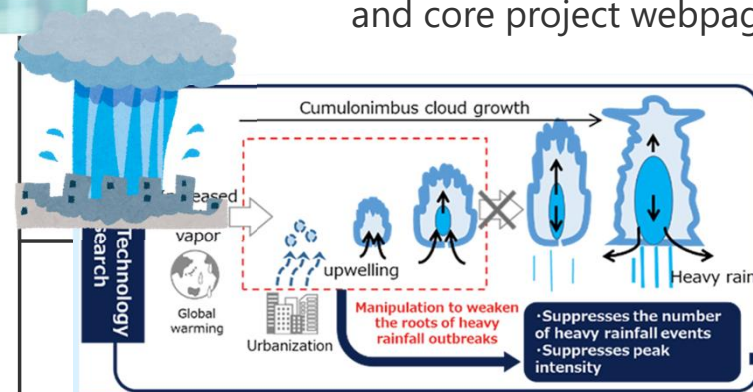 and core project webpag
Cumulonimbus cloud growth
vapor
Global
warming
upwelling
Urbanization
Manipulation to weaken
the roots of heavy
rainfall outbreaks
Heavy rain
・Suppresses the number
of heavy rainfall events
・Suppresses peak
intensity
Technology
search